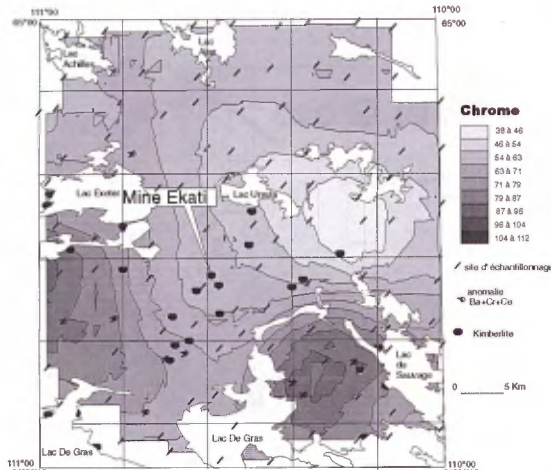 111°00
65°00
110°00
65°00
Lac
Achilles
Lac Exeter
Mine Ekati
Lac Ursula
Lac
du
Sauvage
Lac De Gras
Lac De Gras
111°00
110°00
Chrome
38 à 46
46 à 54
54 à 63
63 à 71
71 à 79
79 à 87
87 à 96
96 à 104
104 à 112
site d'échantillonnage
anomalie
Ba+Cr+Ce
Kimberlite
0 5 Km